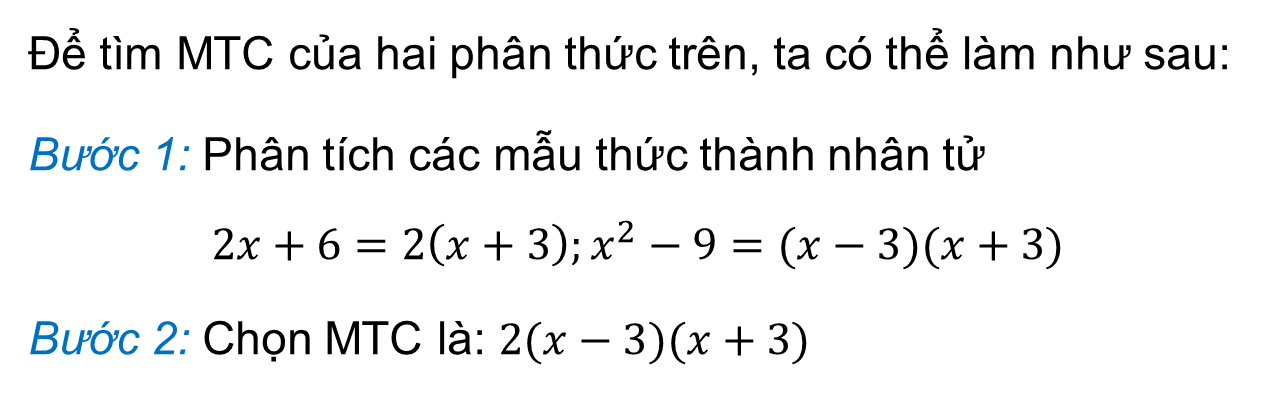 Để tìm MTC của hai phân thức trên, ta có thể làm như sau:
Bước 1: Phân tích các mẫu thức thành nhân tử
2x + 6 = 2(x + 3); x² − 9 = (x − 3)(x + 3)
Bước 2: Chọn MTC là: 2(x − 3)(x + 3)